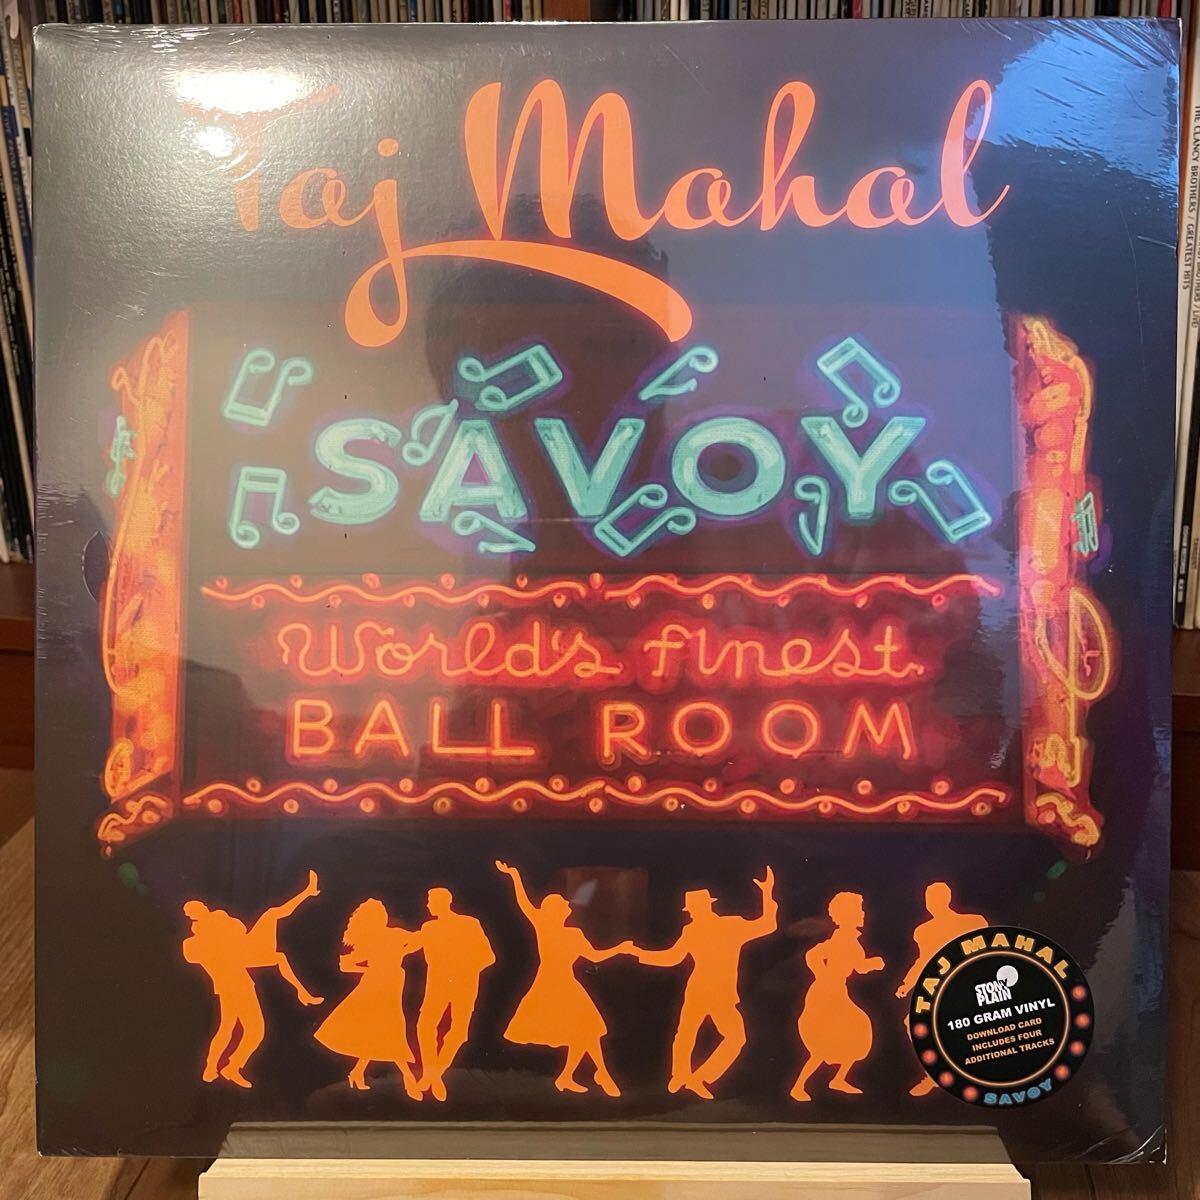 Taj Mahal
SAVOY
World's finest
BALL ROOM
TAJ MAHAL
STONY
PLAIN
180 GRAM VINYL
DOWNLOAD CARD
INCLUDES FOUR
ADDITIONAL TRACKS
SAVOY
THE CLANCY BROTHERS / GREATEST HITS